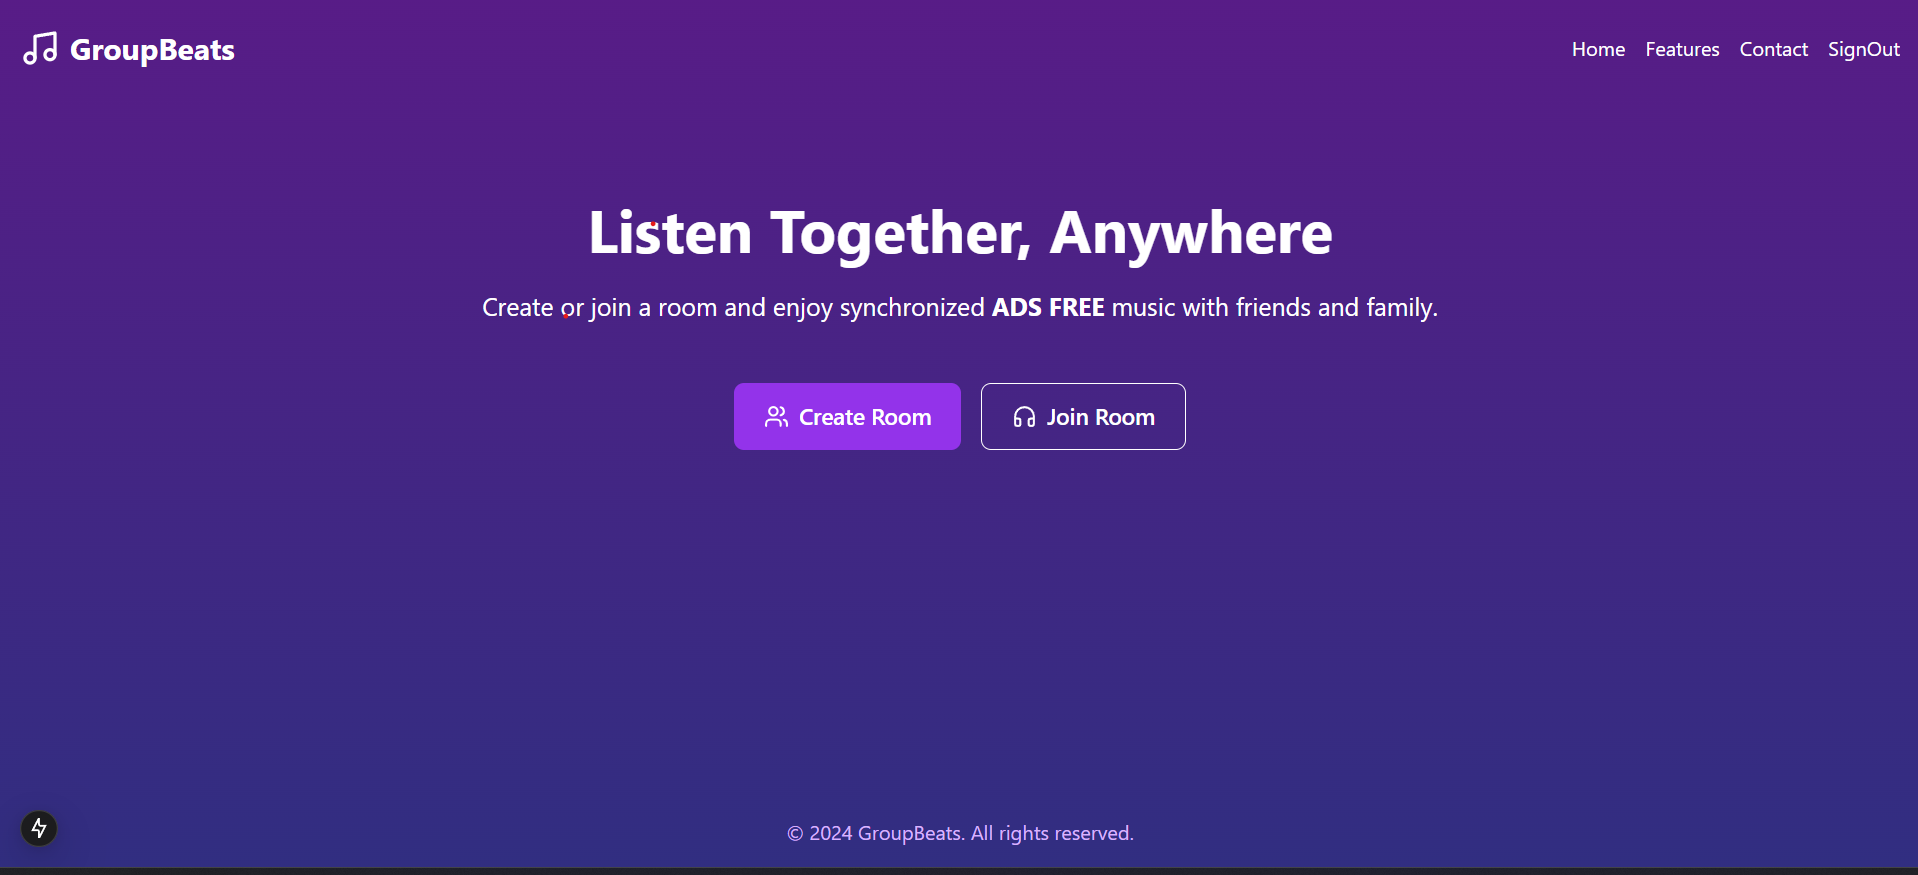 GroupBeats
Home Features Contact SignOut
Listen Together, Anywhere
Create or join a room and enjoy synchronized ADS FREE music with friends and family.
Create Room
Join Room
© 2024 GroupBeats. All rights reserved.